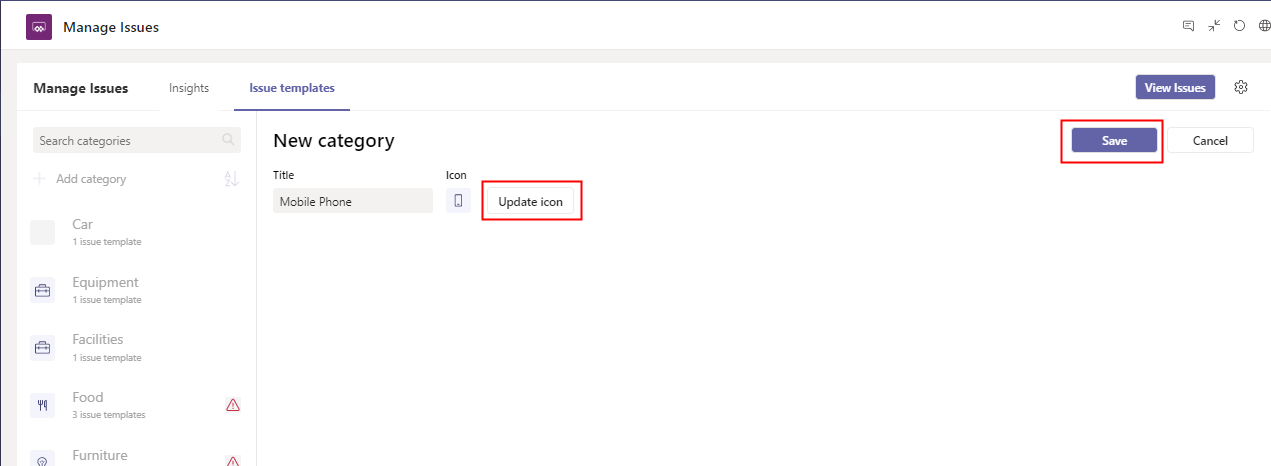 Manage Issues
Manage Issues
Insights
Issue templates
View Issues
Search categories
Add category
Car
1 issue template
Equipment
1 issue template
Facilities
1 issue template
Food
3 issue templates
Furniture
New category
Save
Cancel
Title
Icon
Mobile Phone
Update icon